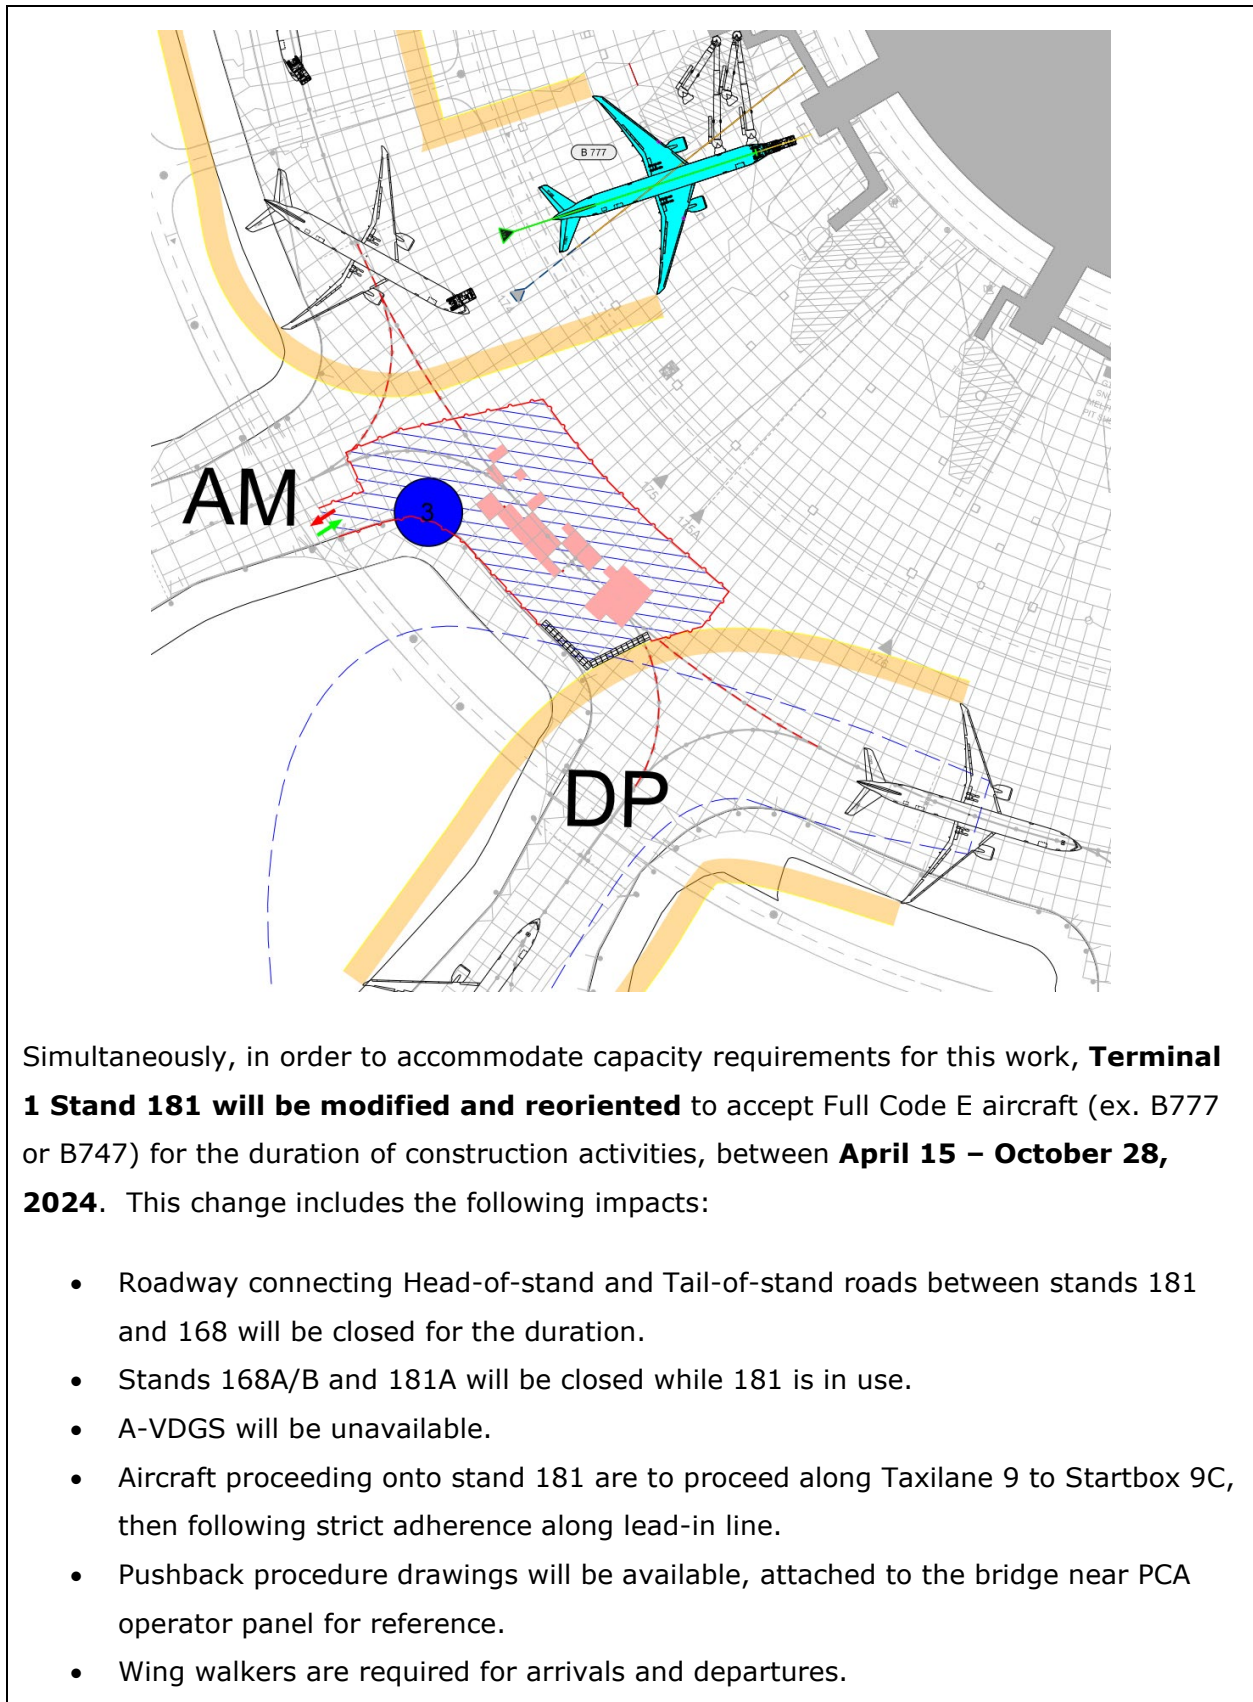 B 777
AM
3
175
175A
176
DP
Simultaneously, in order to accommodate capacity requirements for this work, Terminal
1 Stand 181 will be modified and reoriented to accept Full Code E aircraft (ex. B777
or B747) for the duration of construction activities, between April 15 – October 28,
2024.  This change includes the following impacts:
• Roadway connecting Head-of-stand and Tail-of-stand roads between stands 181
and 168 will be closed for the duration.
• Stands 168A/B and 181A will be closed while 181 is in use.
• A-VDGS will be unavailable.
• Aircraft proceeding onto stand 181 are to proceed along Taxilane 9 to Startbox 9C,
then following strict adherence along lead-in line.
• Pushback procedure drawings will be available, attached to the bridge near PCA
operator panel for reference.
• Wing walkers are required for arrivals and departures.